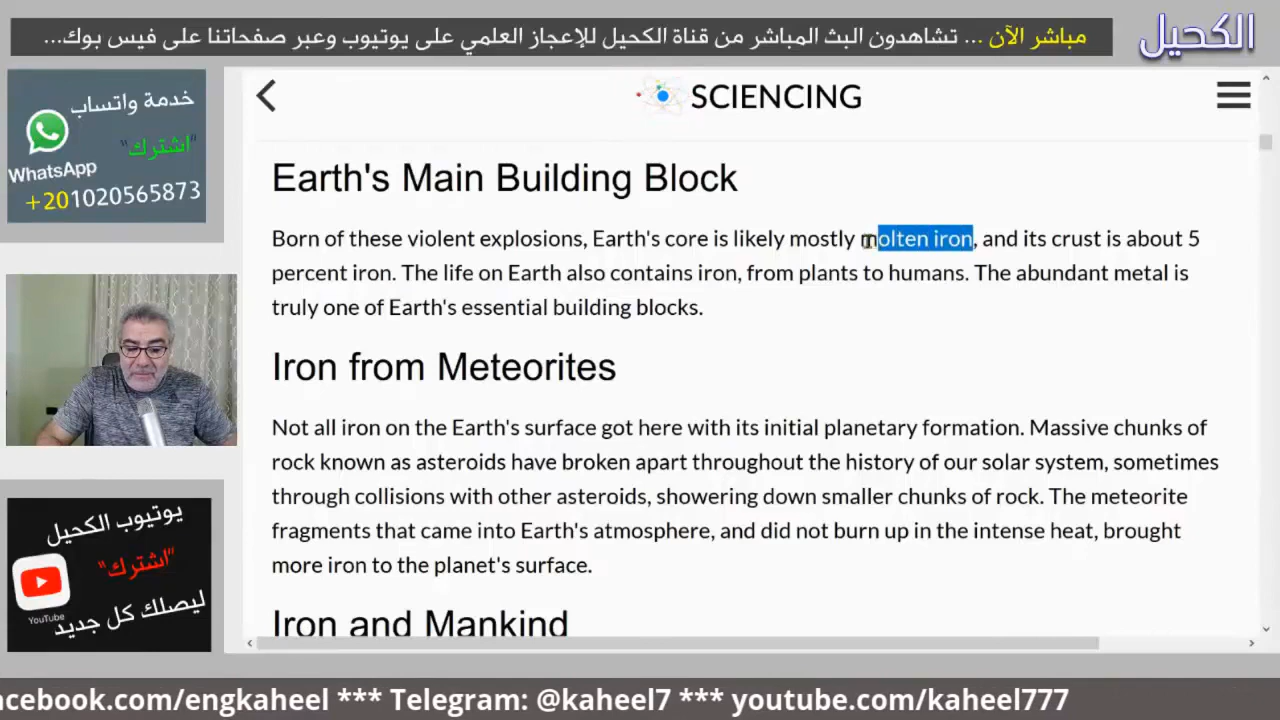 مباشر الآن ... تشاهدون البث المباشر من قناة الكحيل للإعجاز العلمي على يوتيوب وعبر صفحاتنا على فيس بوك...
الكحيل
خدمة واتساب
"اشترك"
WhatsApp
+201020565873
SCIENCING
Earth's Main Building Block
Born of these violent explosions, Earth's core is likely mostly molten iron, and its crust is about 5
percent iron. The life on Earth also contains iron, from plants to humans. The abundant metal is
truly one of Earth's essential building blocks.
Iron from Meteorites
Not all iron on the Earth's surface got here with its initial planetary formation. Massive chunks of
rock known as asteroids have broken apart throughout the history of our solar system, sometimes
through collisions with other asteroids, showering down smaller chunks of rock. The meteorite
fragments that came into Earth's atmosphere, and did not burn up in the intense heat, brought
more iron to the planet's surface.
Iron and Mankind
يوتيوب الكحيل
"اشترك"
YouTube
ليصلك كل جديد
acebook.com/engkaheel *** Telegram: @kaheel7 *** youtube.com/kaheel777